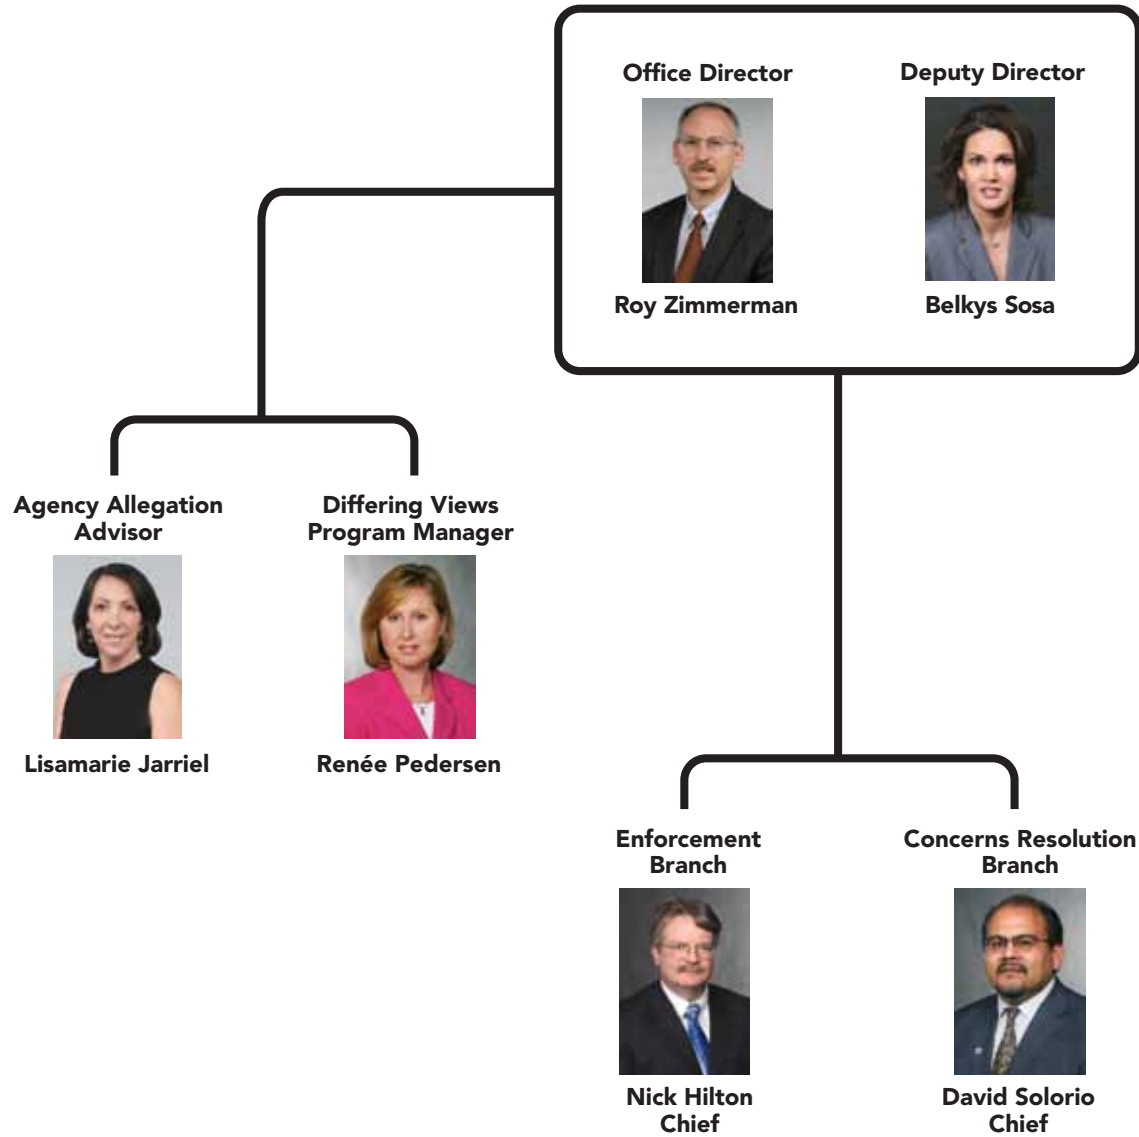 Office Director
Deputy Director
Roy Zimmerman
Belkys Sosa
Agency Allegation
Advisor
Differing Views
Program Manager
Lisamarie Jarriel
Renée Pedersen
Enforcement
Branch
Concerns Resolution
Branch
Nick Hilton
Chief
David Solorio
Chief